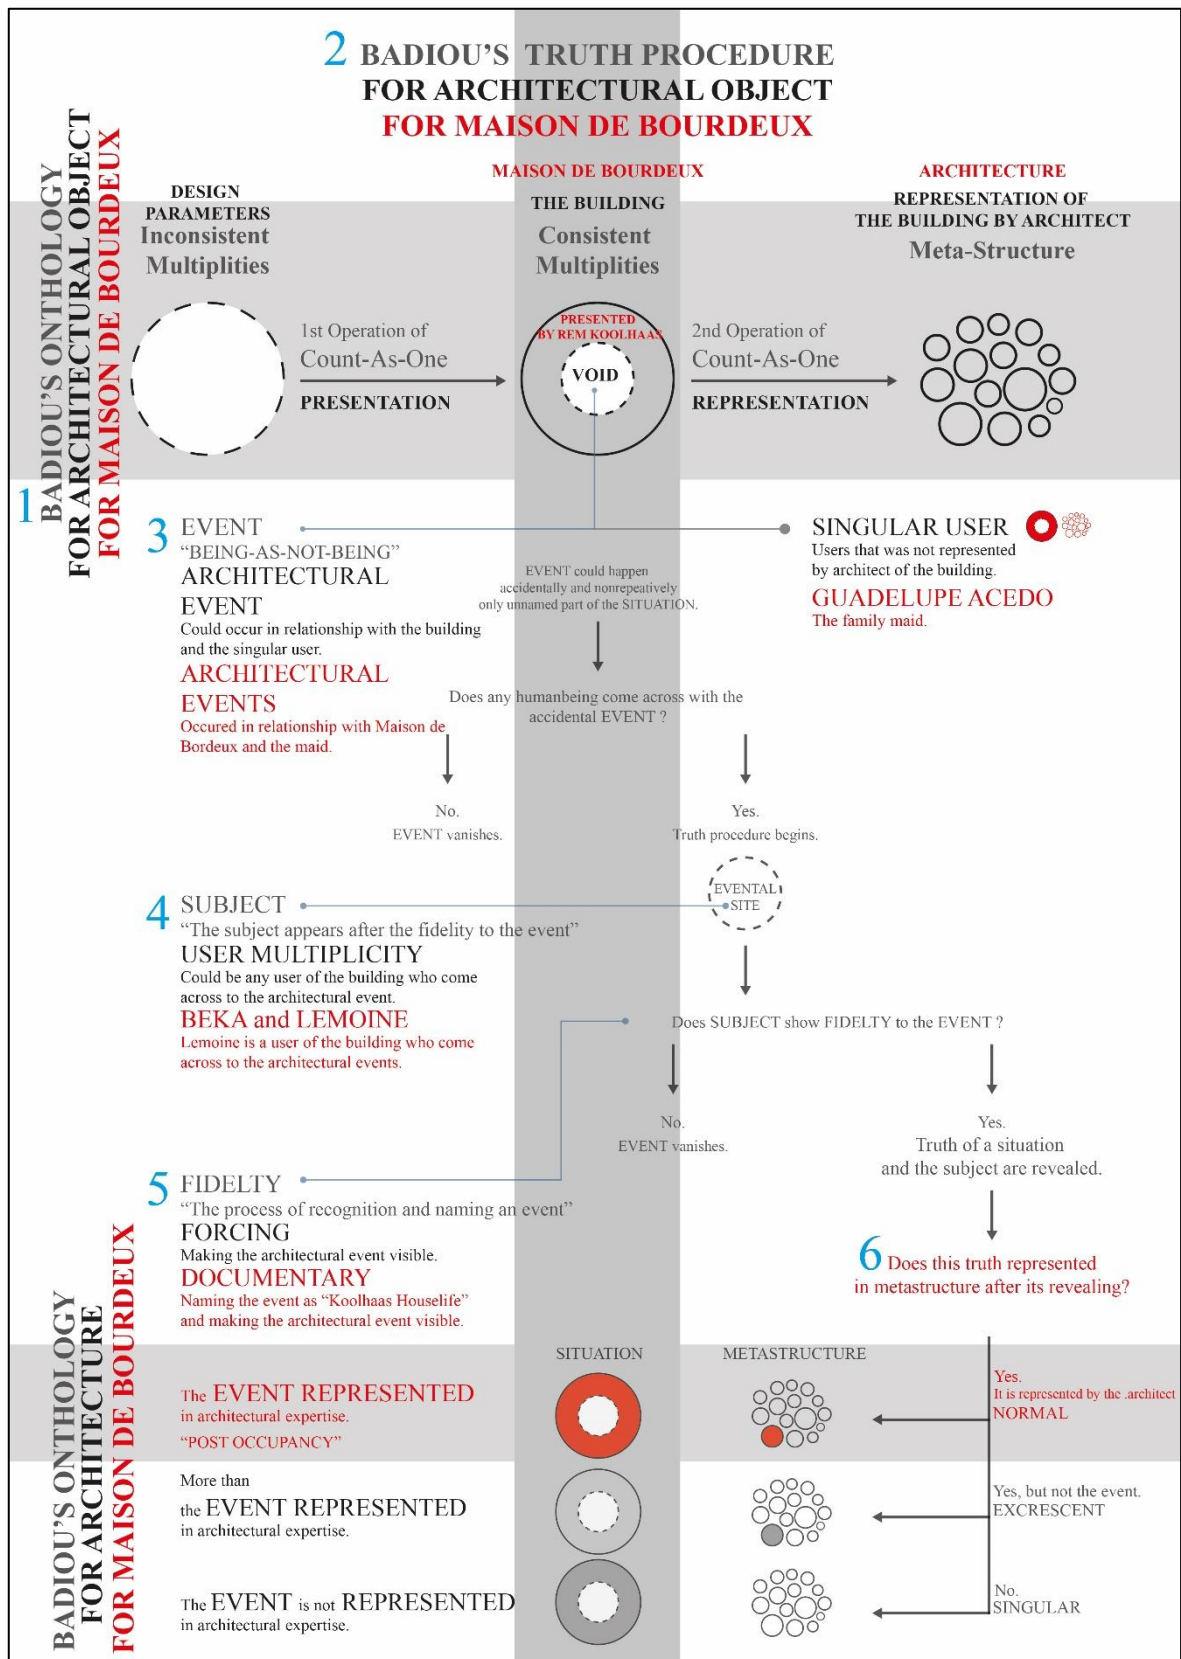 2 BADIOU'S TRUTH PROCEDURE
FOR ARCHITECTURAL OBJECT
FOR MAISON DE BOURDEUX
1 BADIOU'S ONTHOLOGY
FOR ARCHITECTURAL OBJECT
FOR MAISON DE BOURDEUX
DESIGN
PARAMETERS
Inconsistent
Multiplities
MAISON DE BOURDEUX
THE BUILDING
Consistent
Multiplities
ARCHITECTURE
REPRESENTATION OF
THE BUILDING BY ARCHITECT
Meta-Structure
1st Operation of
Count-As-One
PRESENTATION
PRESENTED
BY REM KOOLHAAS
VOID
2nd Operation of
Count-As-One
REPRESENTATION
3 EVENT
"BEING-AS-NOT-BEING"
ARCHITECTURAL
EVENT
Could occur in relationship with the building
and the singular user.
ARCHITECTURAL
EVENTS
Occured in relationship with Maison de
Bordeux and the maid.
EVENT could happen
accidentally and nonrepeatively
only unnamed part of the SITUATION.
SINGULAR USER
Users that was not represented
by architect of the building.
GUADELUPE ACEDO
The family maid.
Does any humanbeing come across with the
accidental EVENT ?
No.
EVENT vanishes.
Yes.
Truth procedure begins.
EVENTAL
SITE
4 SUBJECT
"The subject appears after the fidelity to the event"
USER MULTIPLICITY
Could be any user of the building who come
across to the architectural event.
BEKA and LEMOINE
Lemoine is a user of the building who come
across to the architectural events.
Does SUBJECT show FIDELTY to the EVENT ?
No.
EVENT vanishes.
Yes.
Truth of a situation
and the subject are revealed.
5 FIDELTY
"The process of recognition and naming an event"
FORCING
Making the architectural event visible.
DOCUMENTARY
Naming the event as "Koolhaas Houselife"
and making the architectural event visible.
6 Does this truth represented
in metastructure after its revealing?
BADIOU'S ONTHOLOGY
FOR ARCHITECTURE
FOR MAISON DE BOURDEUX
SITUATION
METASTRUCTURE
The EVENT REPRESENTED
in architectural expertise.
"POST OCCUPANCY"
Yes.
It is represented by the .architect
NORMAL
More than
the EVENT REPRESENTED
in architectural expertise.
Yes, but not the event.
EXCRESCENT
The EVENT is not REPRESENTED
in architectural expertise.
No.
SINGULAR